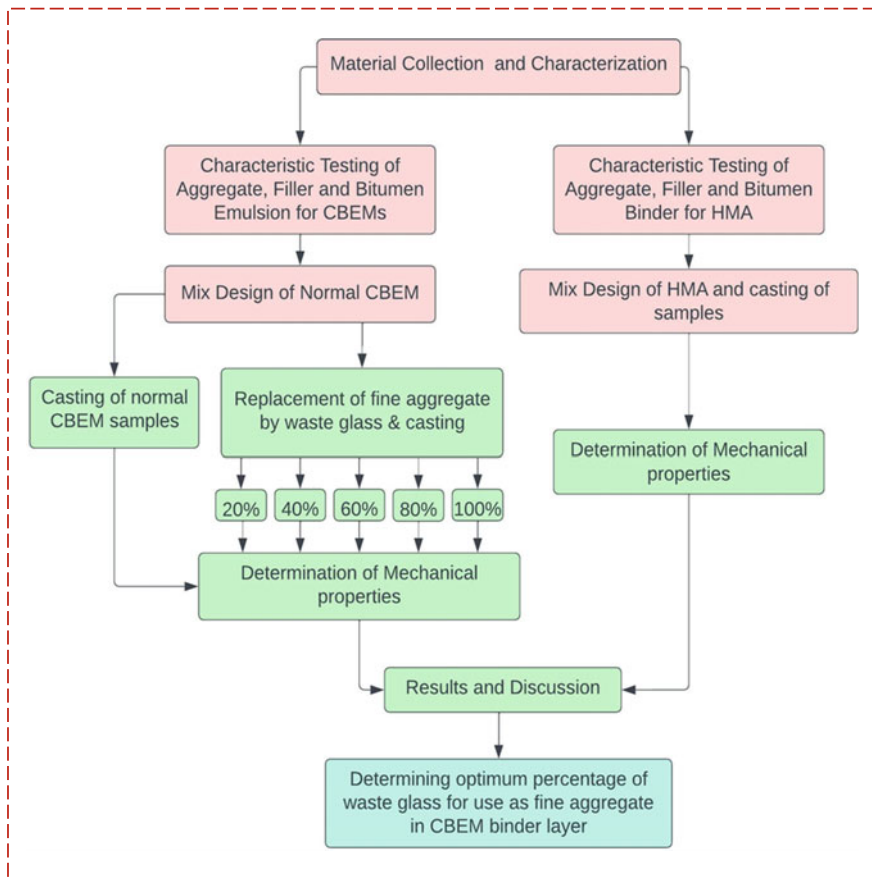 Material Collection and Characterization
Characteristic Testing of
Aggregate, Filler and Bitumen
Emulsion for CBEMs
Characteristic Testing of
Aggregate, Filler and Bitumen
Binder for HMA
Mix Design of Normal CBEM
Mix Design of HMA and casting of
samples
Casting of normal
CBEM samples
Replacement of fine aggregate
by waste glass & casting
Determination of Mechanical
properties
20% 40% 60% 80% 100%
Determination of Mechanical
properties
Results and Discussion
Determining optimum percentage of
waste glass for use as fine aggregate
in CBEM binder layer